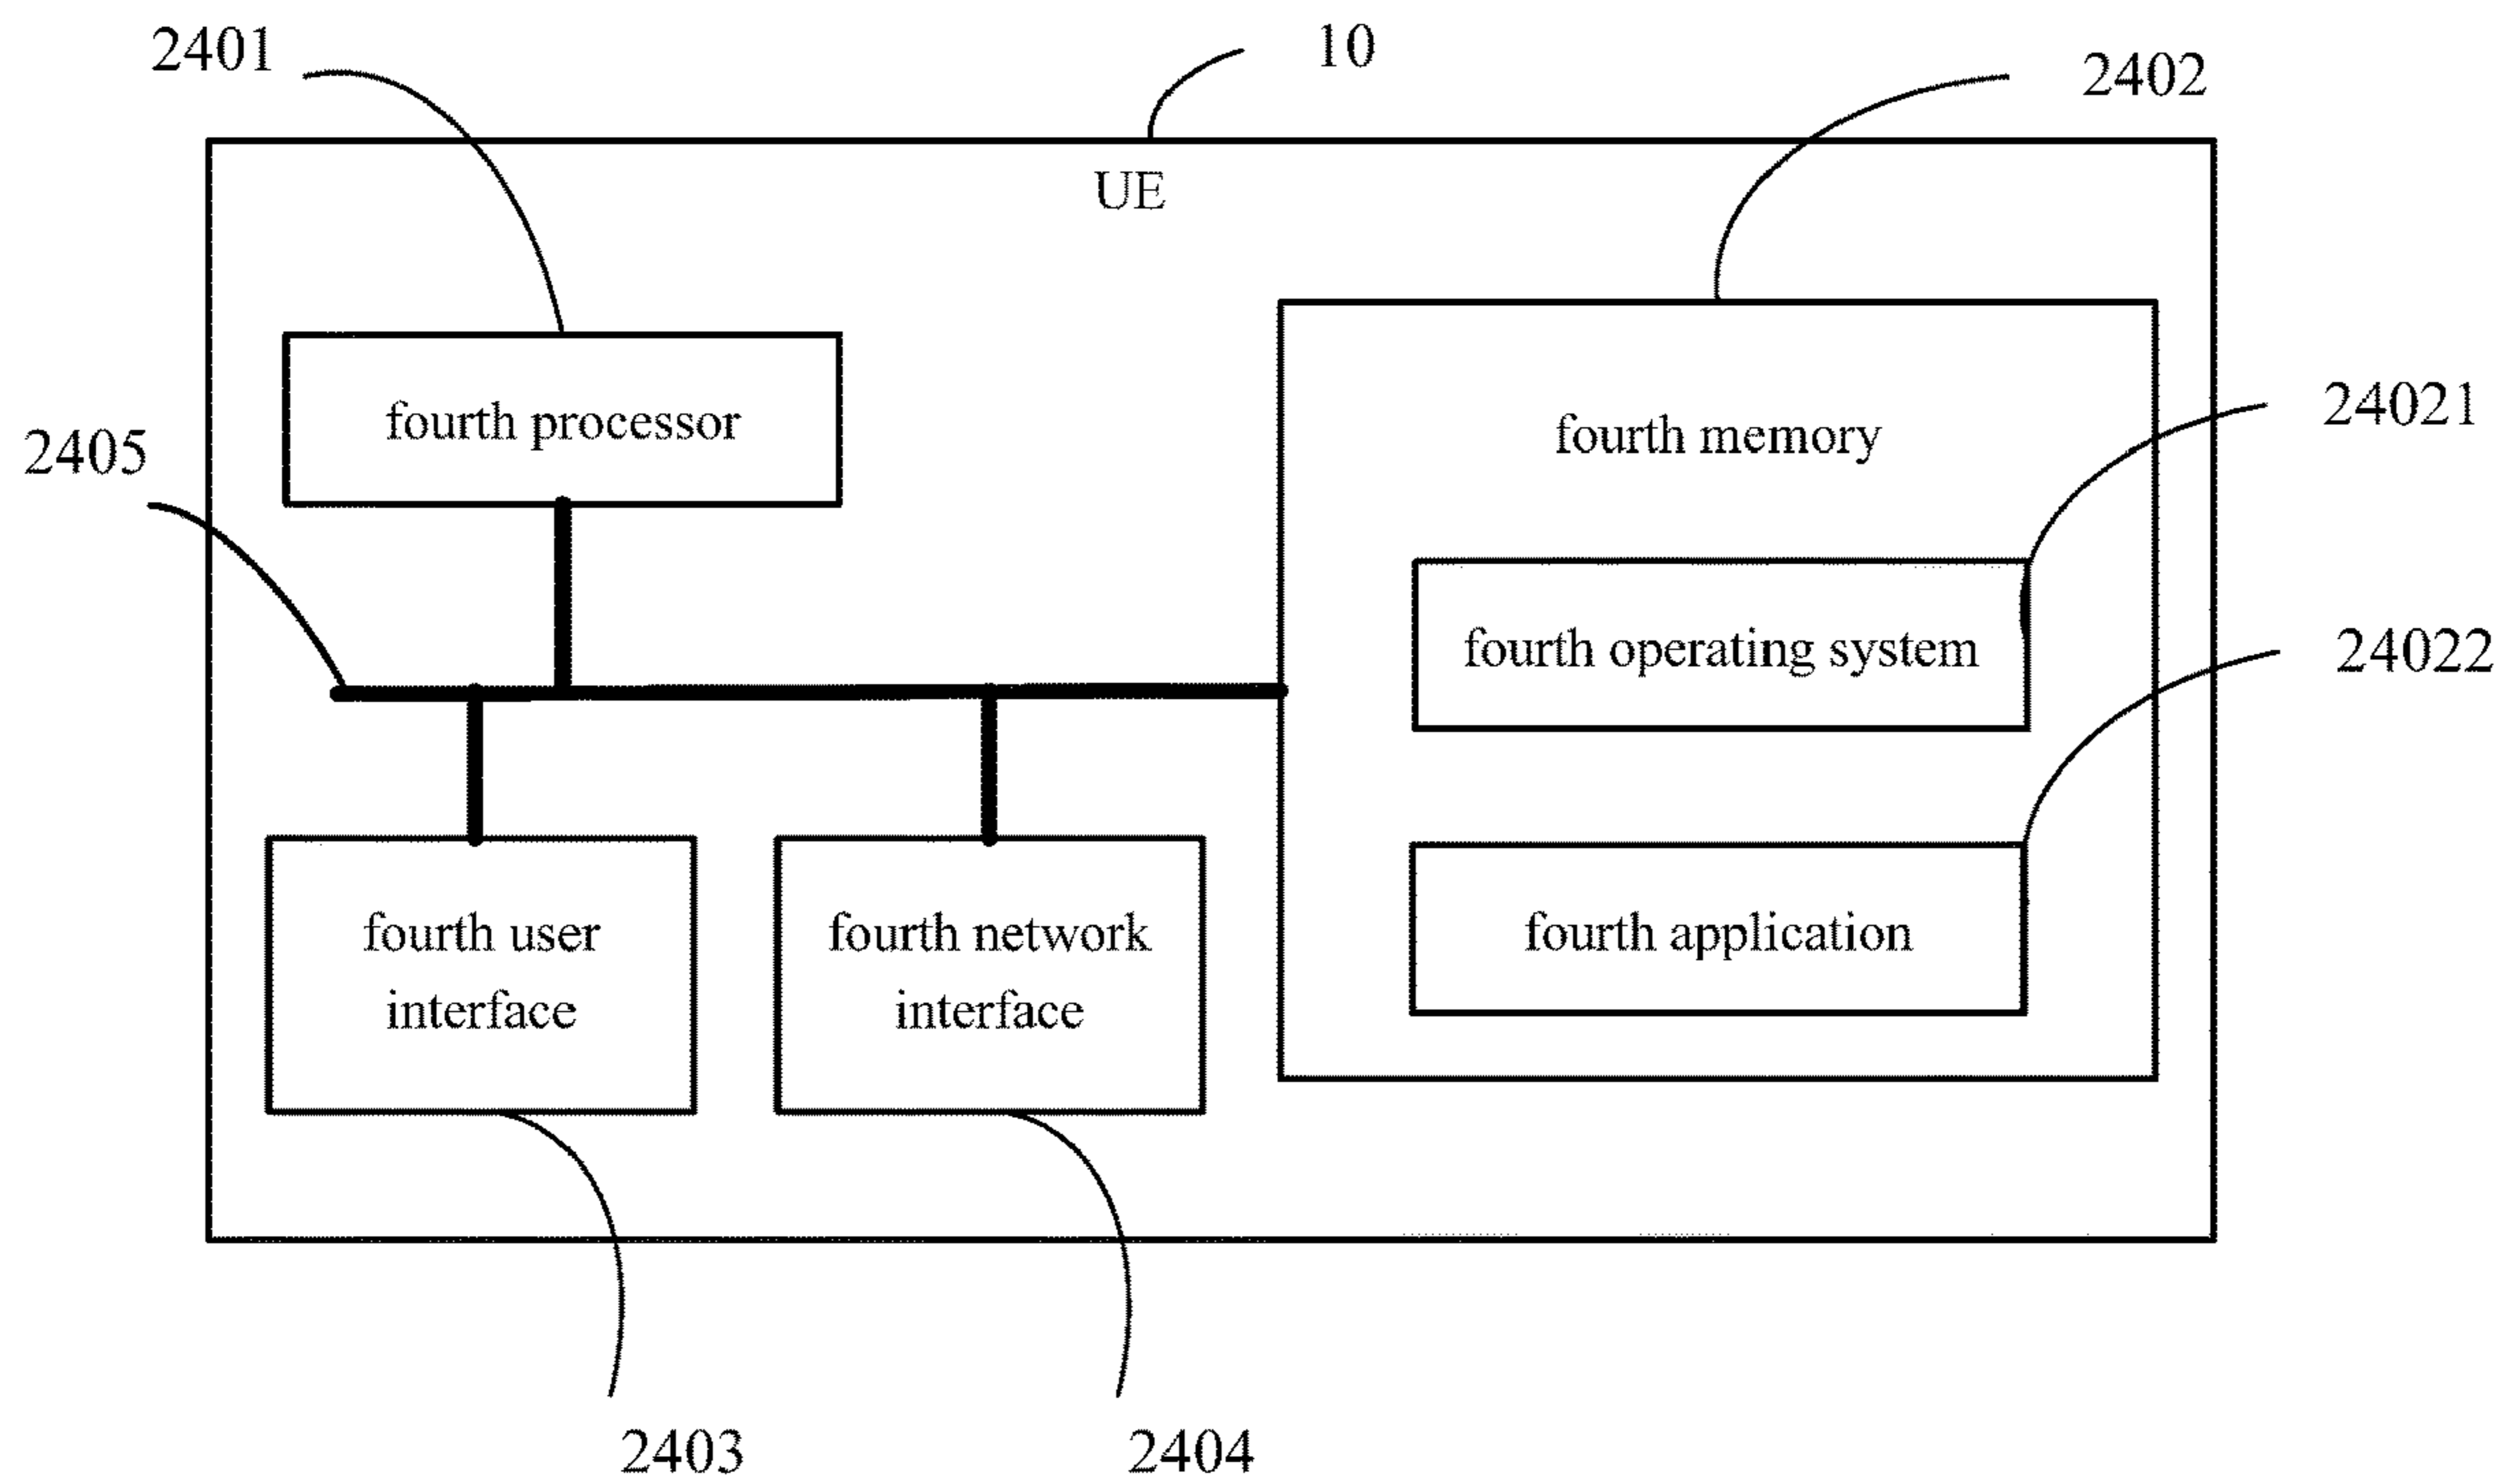 2401
10
2402
UE
fourth processor
2405
fourth memory
24021
fourth operating system
24022
fourth user
interface
fourth network
interface
fourth application
2403
2404